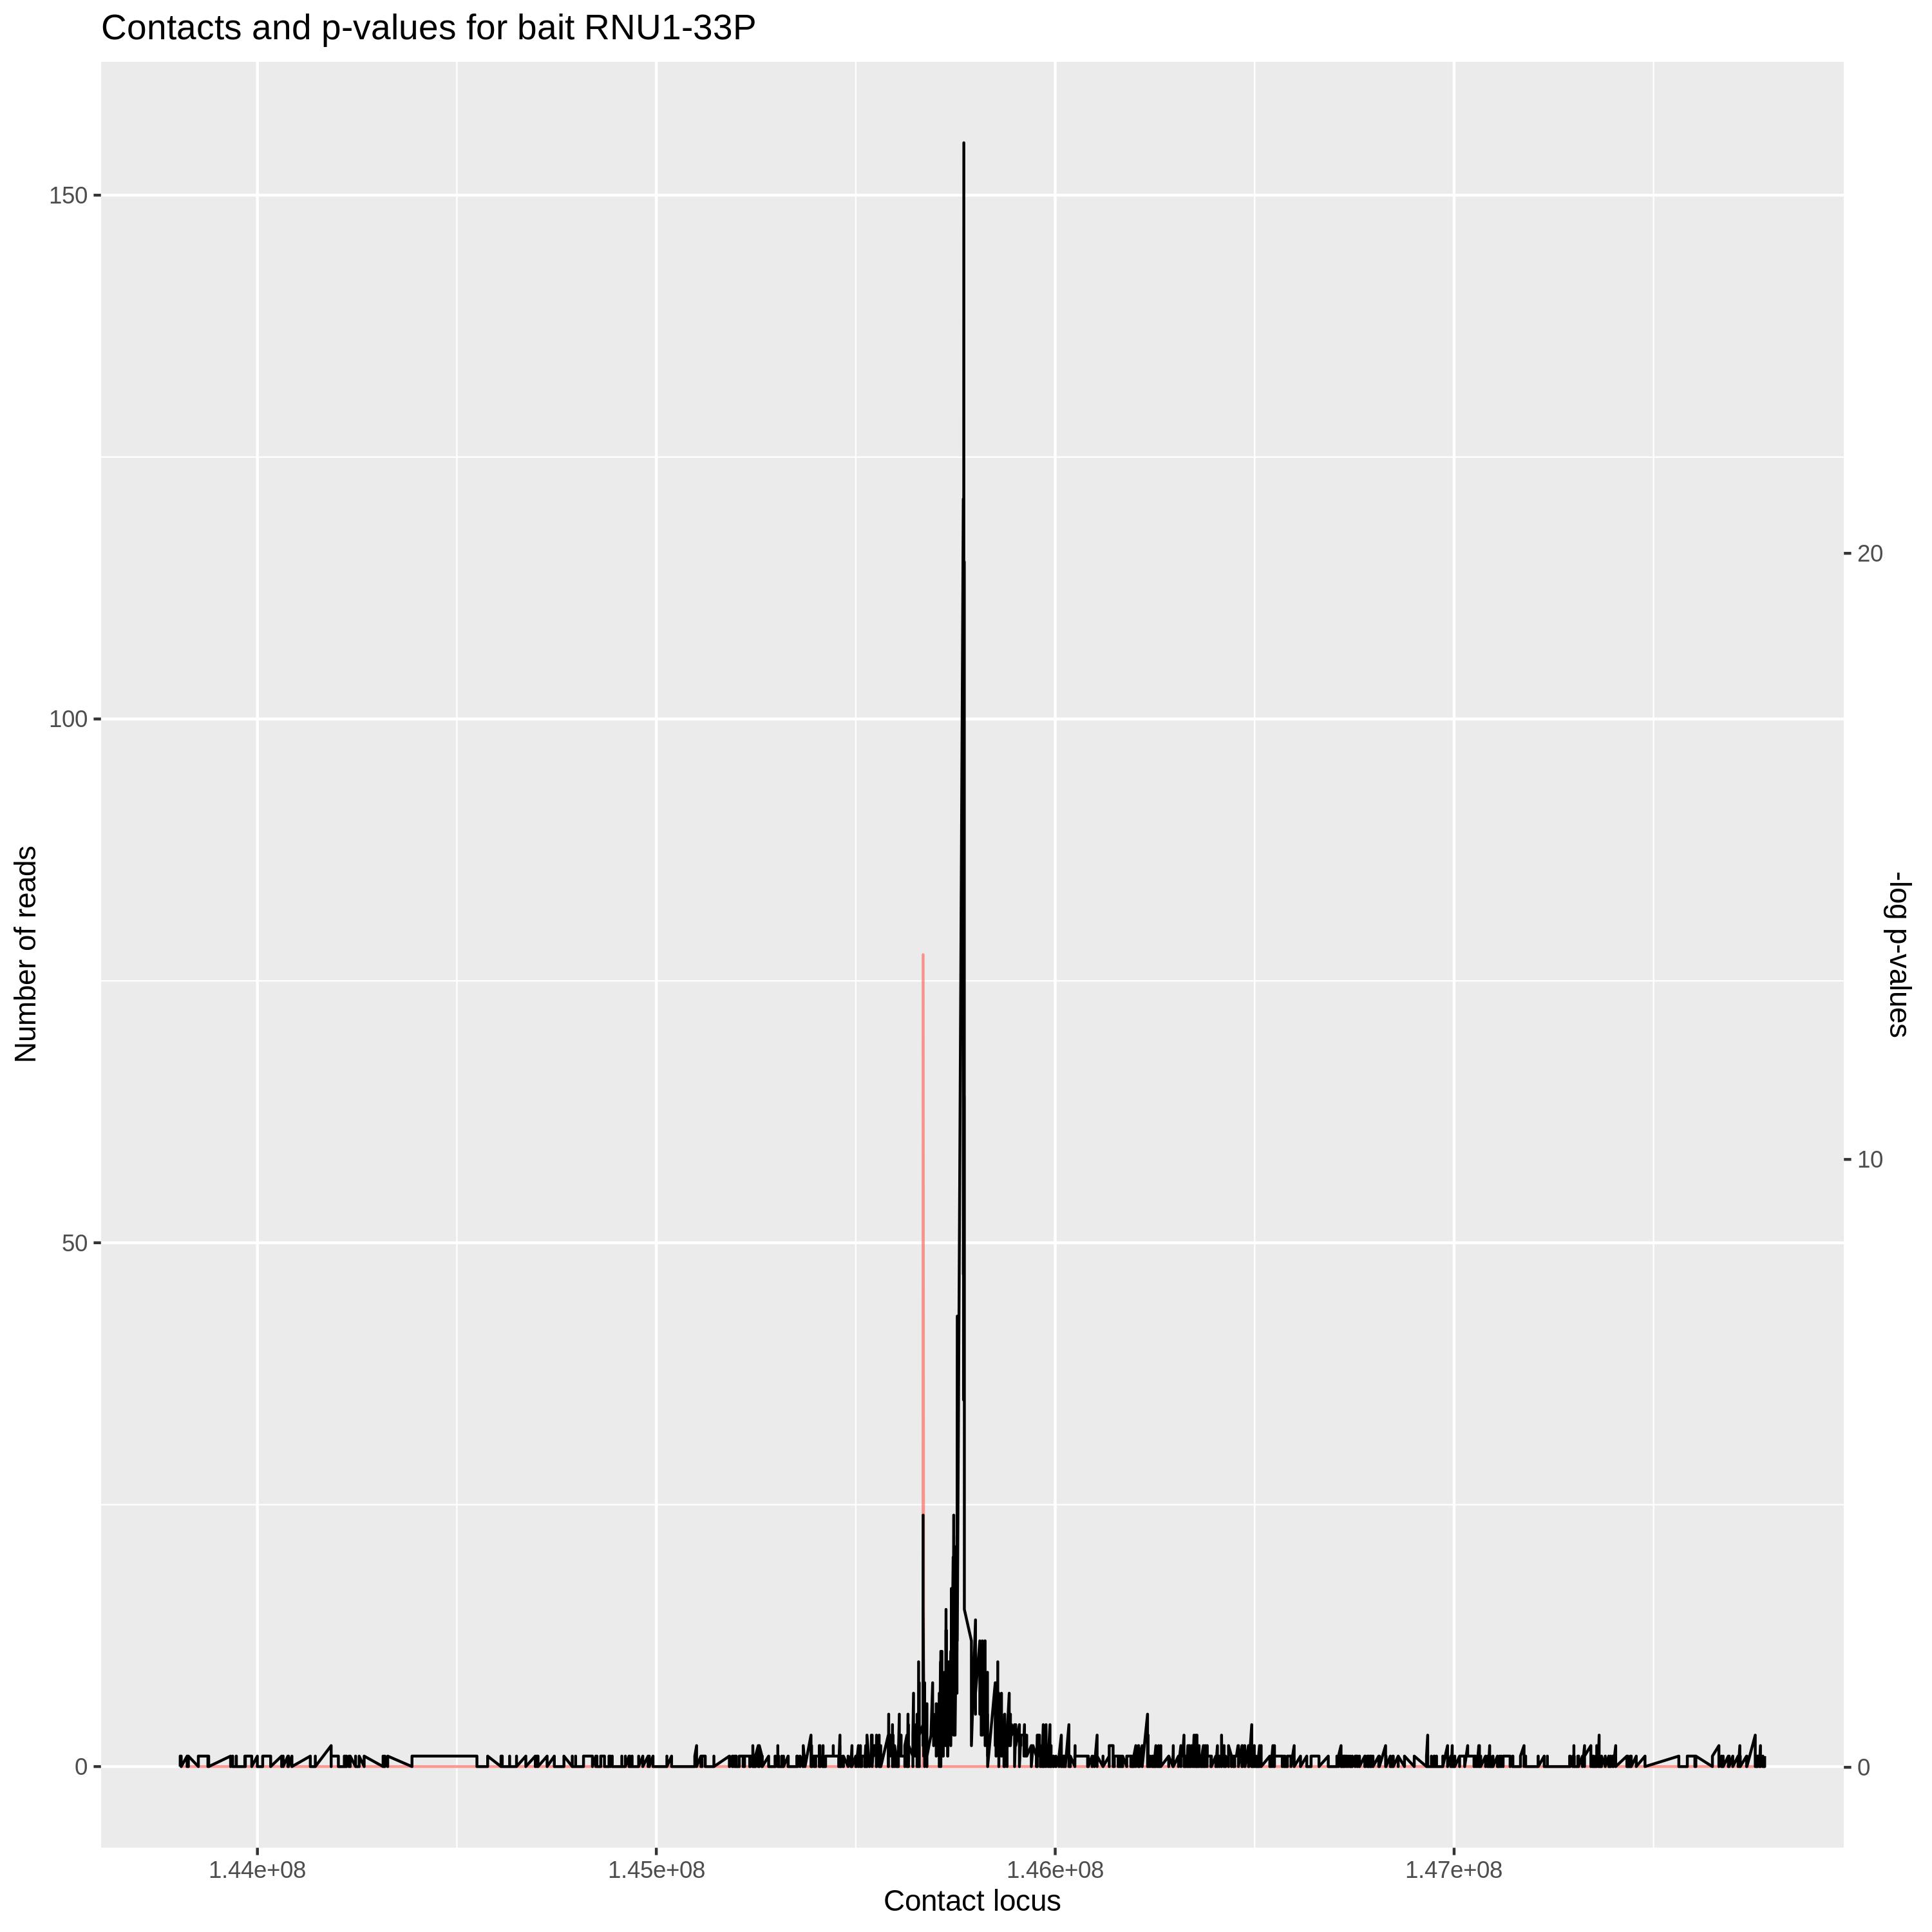 Contacts and p-values for bait RNU1-33P
150
100
50
0
Number of reads
20
10
0
-log p-values
1.44e+08
1.45e+08
1.46e+08
1.47e+08
Contact locus